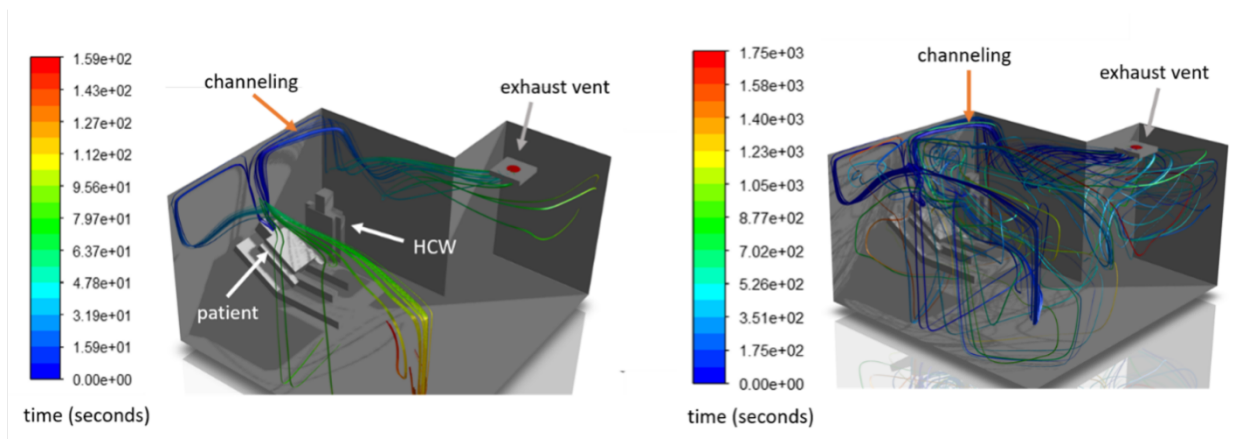 1.59e+02
1.43e+02
1.27e+02
1.12e+02
9.56e+01
7.97e+01
6.37e+01
4.78e+01
3.19e+01
1.59e+01
0.00e+00
time (seconds)
channeling
exhaust vent
HCW
patient
1.75e+03
1.58e+03
1.40e+03
1.23e+03
1.05e+03
8.77e+02
7.02e+02
5.26e+02
3.51e+02
1.75e+02
0.00e+00
time (seconds)
channeling
exhaust vent